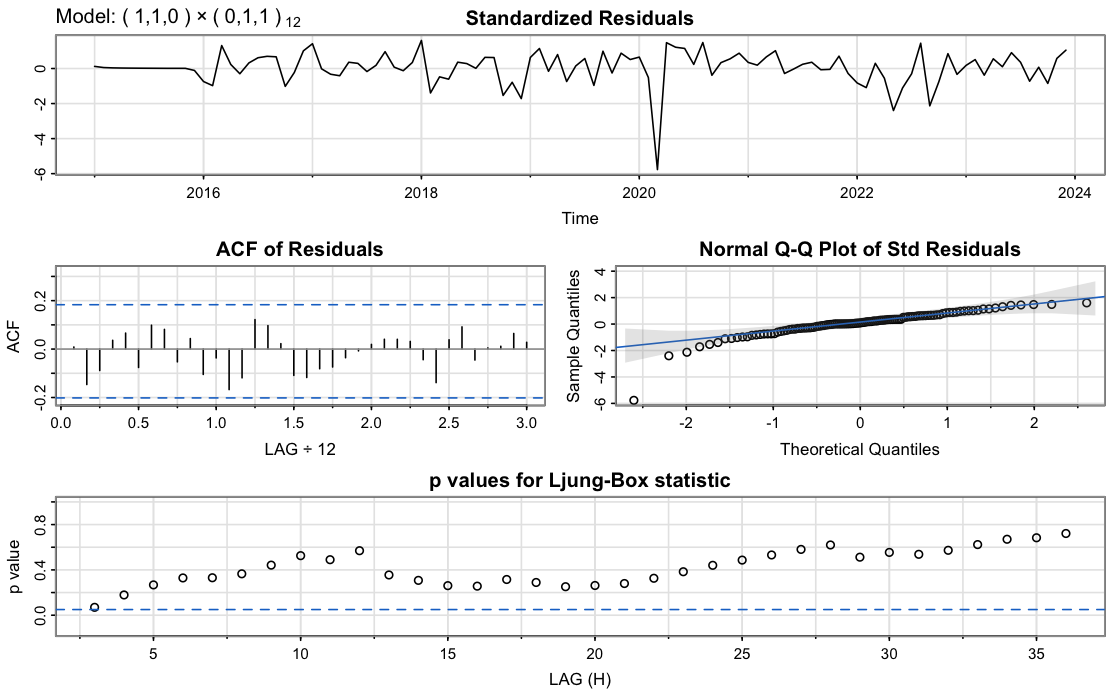 Model: ( 1,1,0 ) × ( 0,1,1 ) 12
Standardized Residuals
0
-2
-4
-6
2016 2018 2020 2022 2024
Time
ACF of Residuals
ACF
0.2
0.0
-0.2
0.0 0.5 1.0 1.5 2.0 2.5 3.0
LAG ÷ 12
Normal Q-Q Plot of Std Residuals
Sample Quantiles
4
2
0
-2
-4
-6
-2 -1 0 1 2
Theoretical Quantiles
p values for Ljung-Box statistic
p value
0.8
0.4
0.0
5 10 15 20 25 30 35
LAG (H)